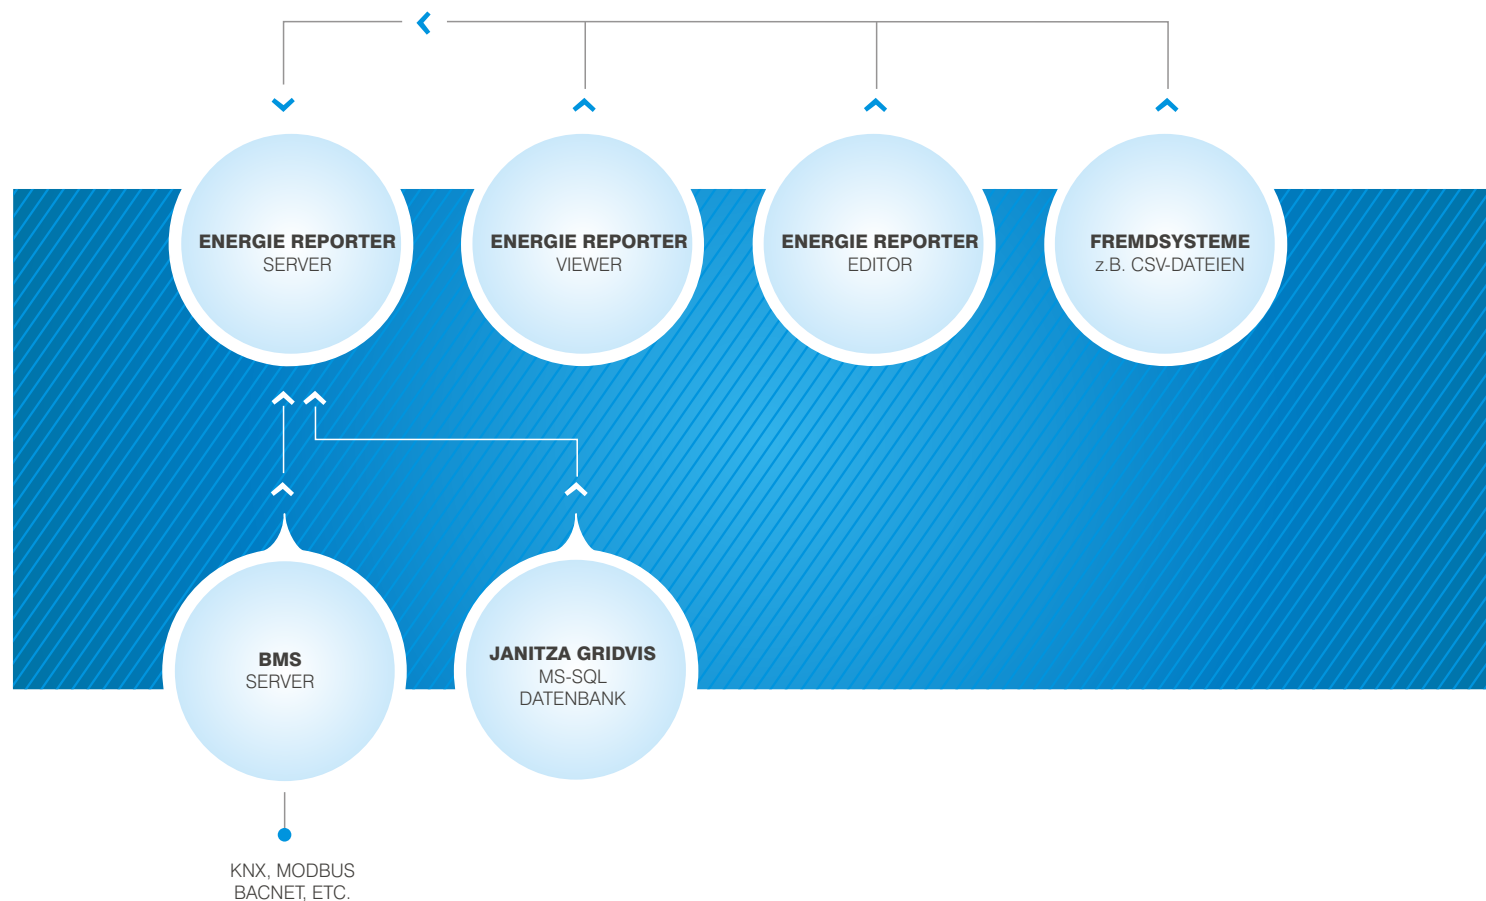 ENERGIE REPORTER
SERVER
ENERGIE REPORTER
VIEWER
ENERGIE REPORTER
EDITOR
FREMDSYSTEME
z.B. CSV-DATEIEN
BMS
SERVER
JANITZA GRIDVIS
MS-SQL
DATENBANK
KNX, MODBUS
BACNET, ETC.